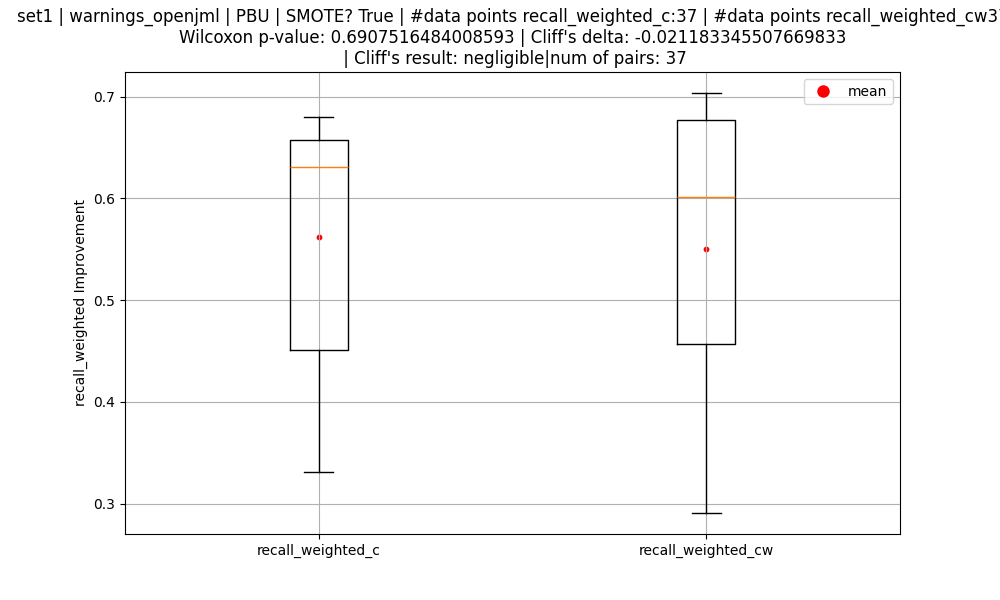 set1 | warnings_openjml | PBU | SMOTE? True | #data points recall_weighted_c:37 | #data points recall_weighted_cw
Wilcoxon p-value: 0.6907516484008593 | Cliff's delta: -0.021183345507669833
| Cliff's result: negligible|num of pairs: 37
mean
0.7
0.6
0.5
0.4
0.3
recall_weighted Improvement
recall_weighted_c
recall_weighted_cw